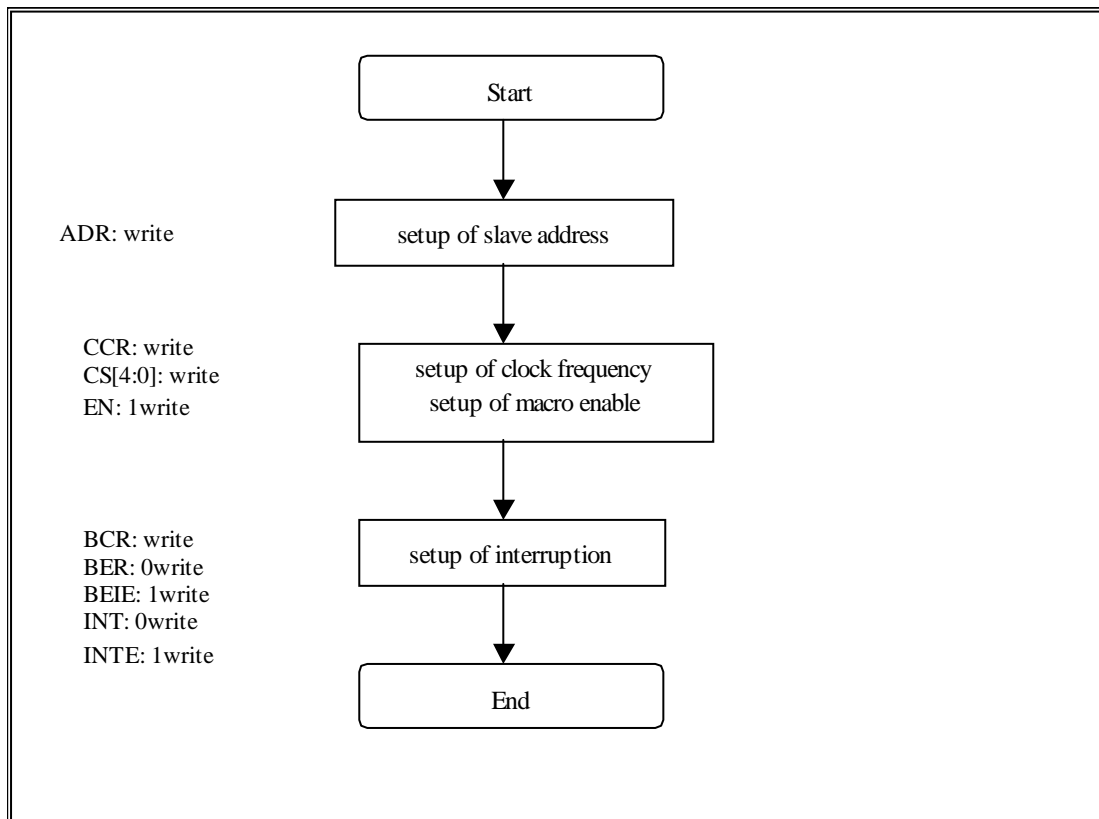 Start
ADR: write
setup of slave address
CCR: write
CS[4:0]: write
EN: 1write
setup of clock frequency
setup of macro enable
BCR: write
BER: 0write
BEIE: 1write
INT: 0write
INTE: 1write
setup of interruption
End